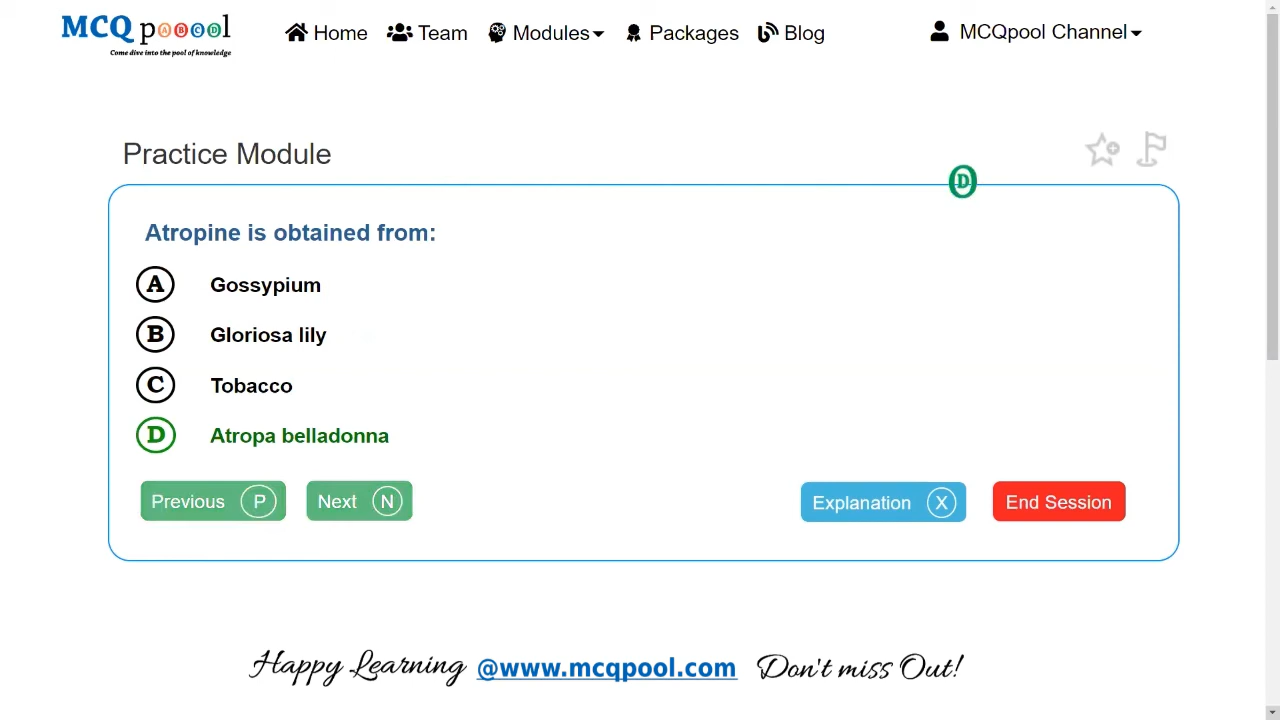 MCQ pABCDl
Come dive into the pool of knowledge
Home Team Modules Packages Blog MCQpool Channel
Practice Module
D
Atropine is obtained from:
A Gossypium
B Gloriosa lily
C Tobacco
D Atropa belladonna
Previous P Next N Explanation X End Session
Happy Learning @www.mcqpool.com Don't miss Out!